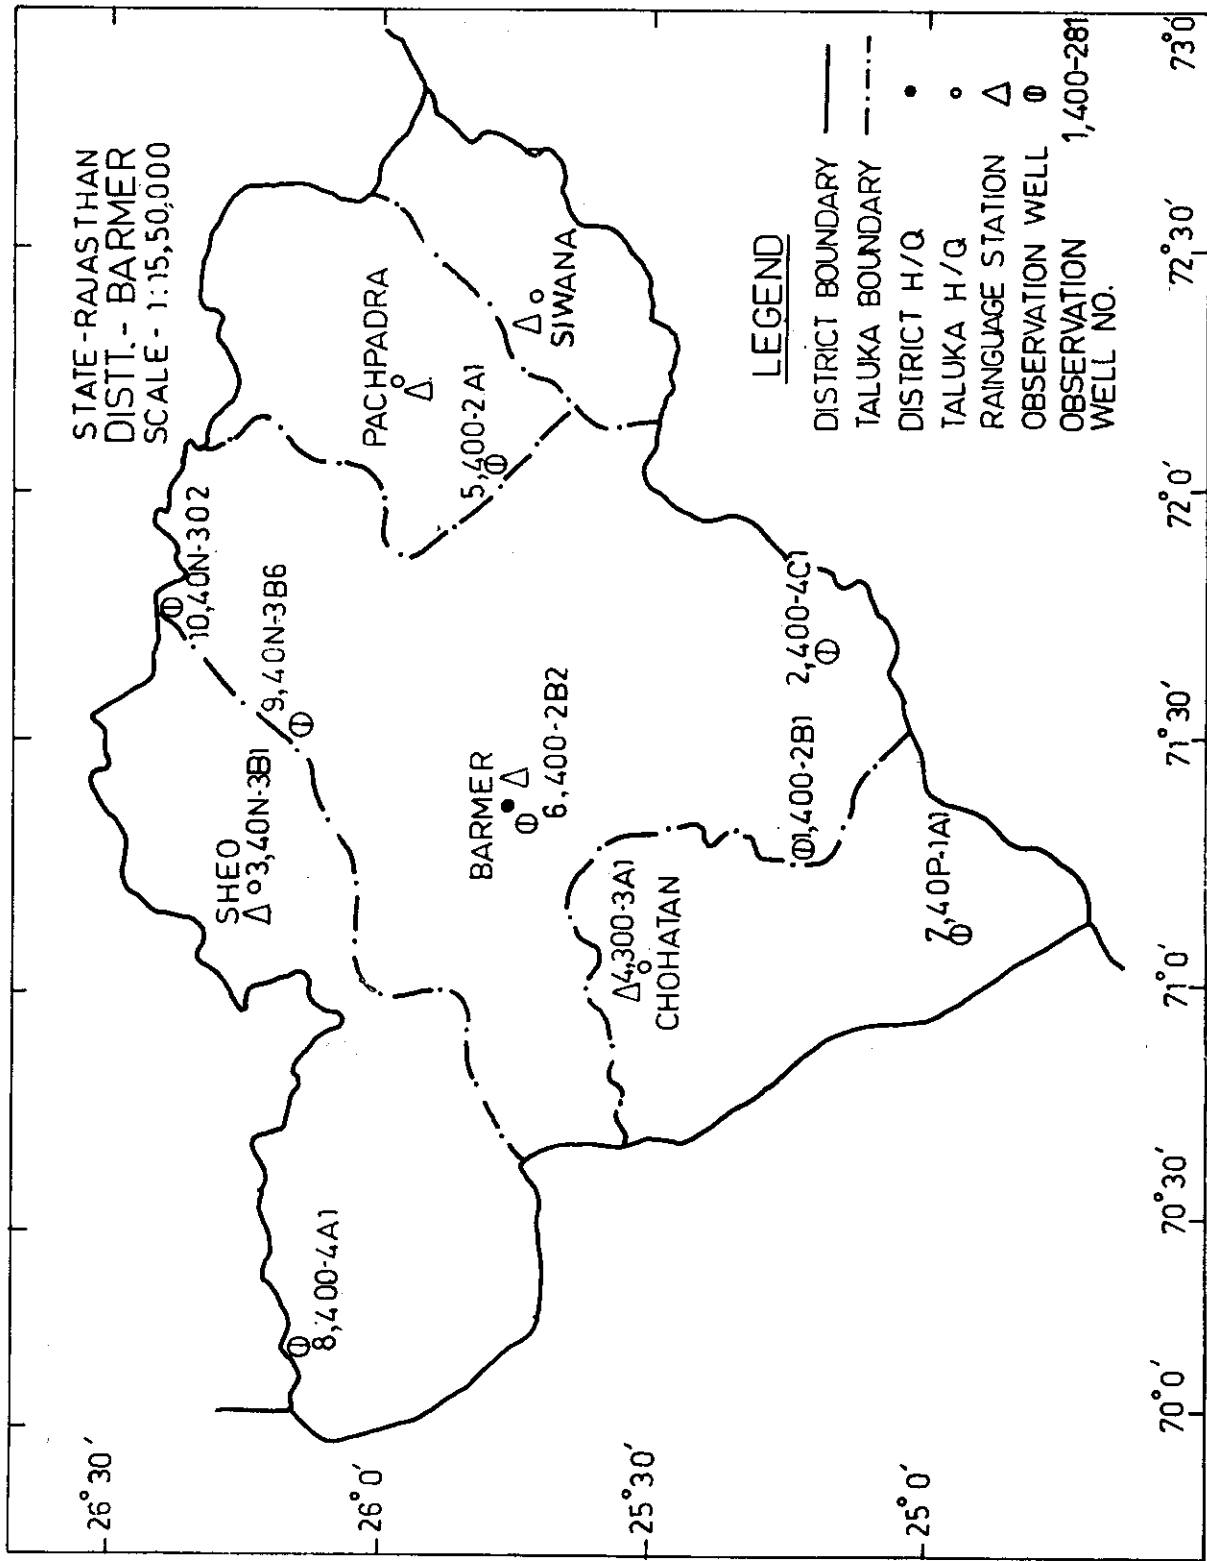 STATE-RAJASTHAN
DISTT.- BARMER
SCALE - 1:15,50,000
26°30′
26°0′
25°30′
25°0′
70°0′
70°30′
71°0′
71°30′
72°0′
72°30′
73°0′
10,40N-302
9,40N-3B6
SHEO
3,40N-3B1
8,400-4A1
PACHPADRA
5,400-2A1
SIWANA
BARMER
6,400-2B2
4,300-3A1
CHOHATAN
1,400-2B1
2,400-4C1
7,40P-1A1
LEGEND
DISTRICT BOUNDARY
TALUKA BOUNDARY
DISTRICT H/Q
TALUKA H/Q
RAINGUAGE STATION
OBSERVATION WELL
OBSERVATION 1,400-281
WELL NO.